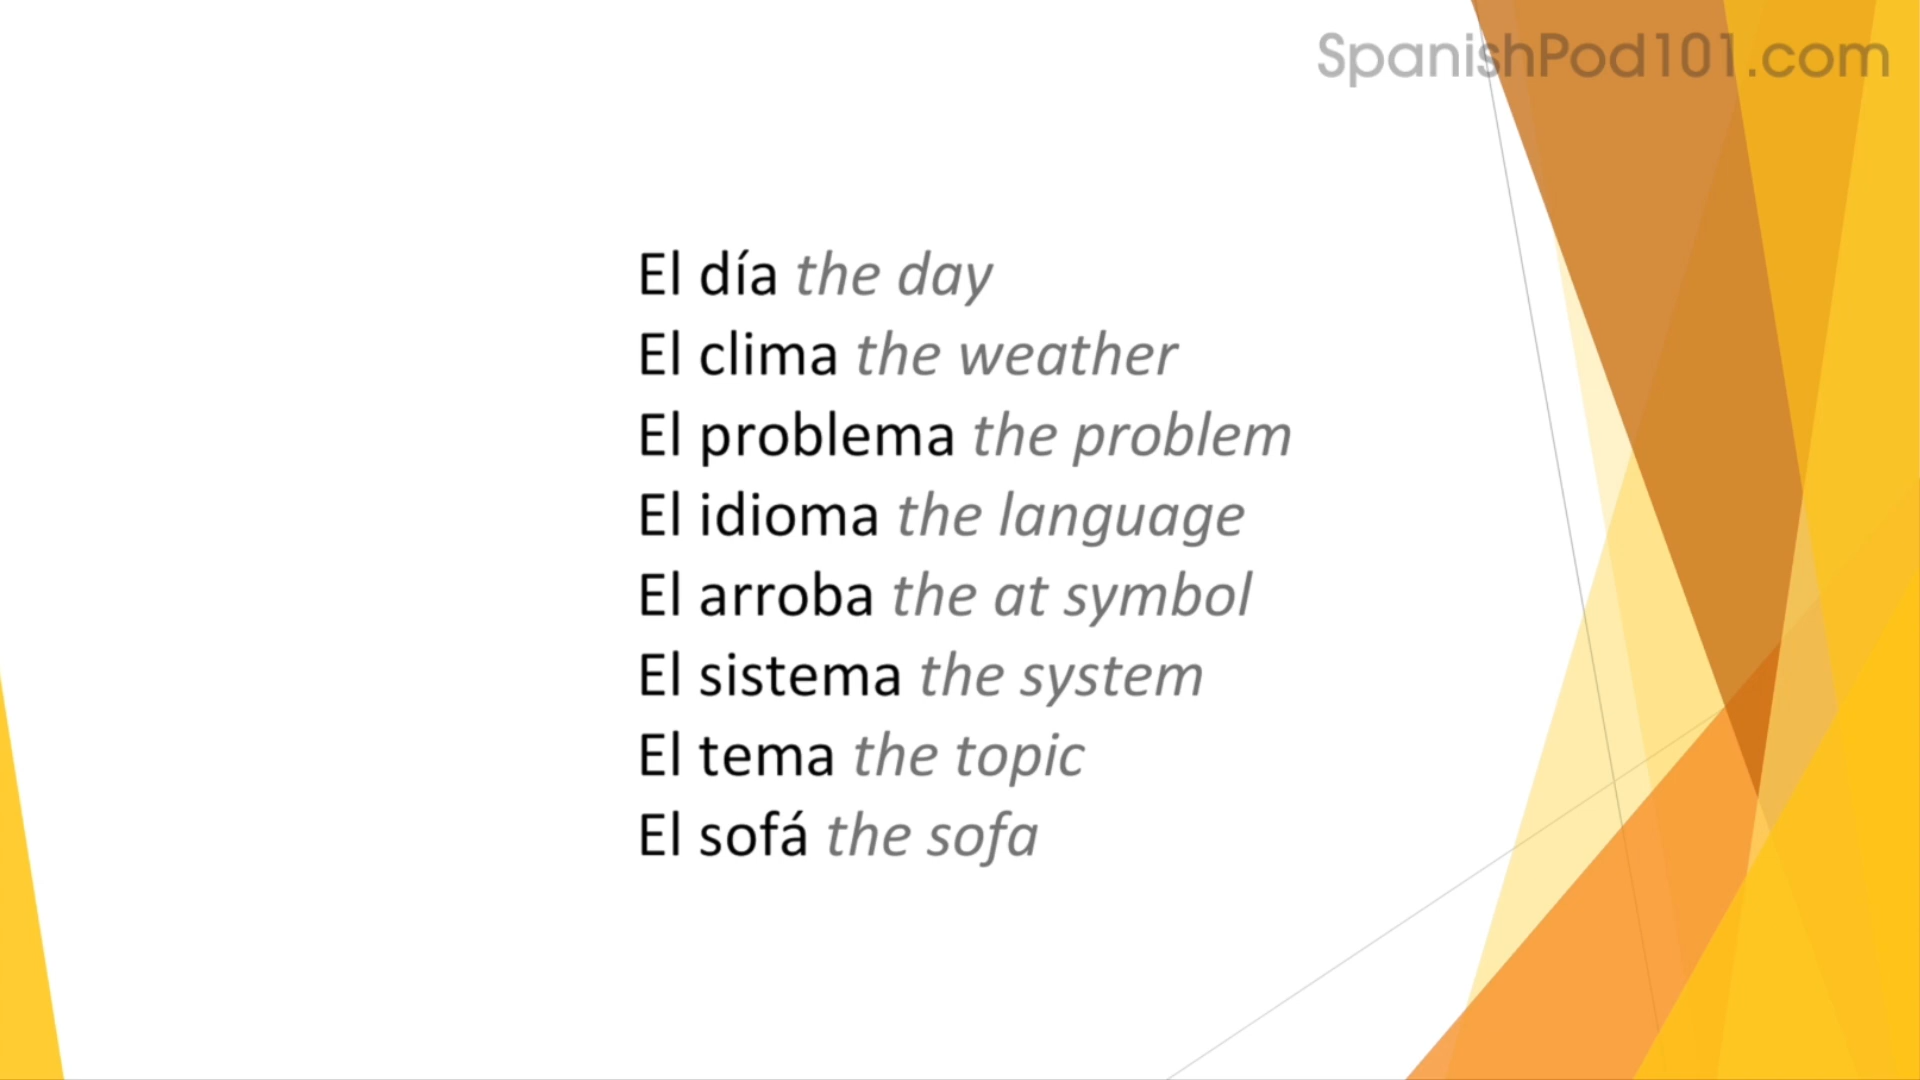 SpanishPod101.com
El día the day
El clima the weather
El problema the problem
El idioma the language
El arroba the at symbol
El sistema the system
El tema the topic
El sofá the sofa